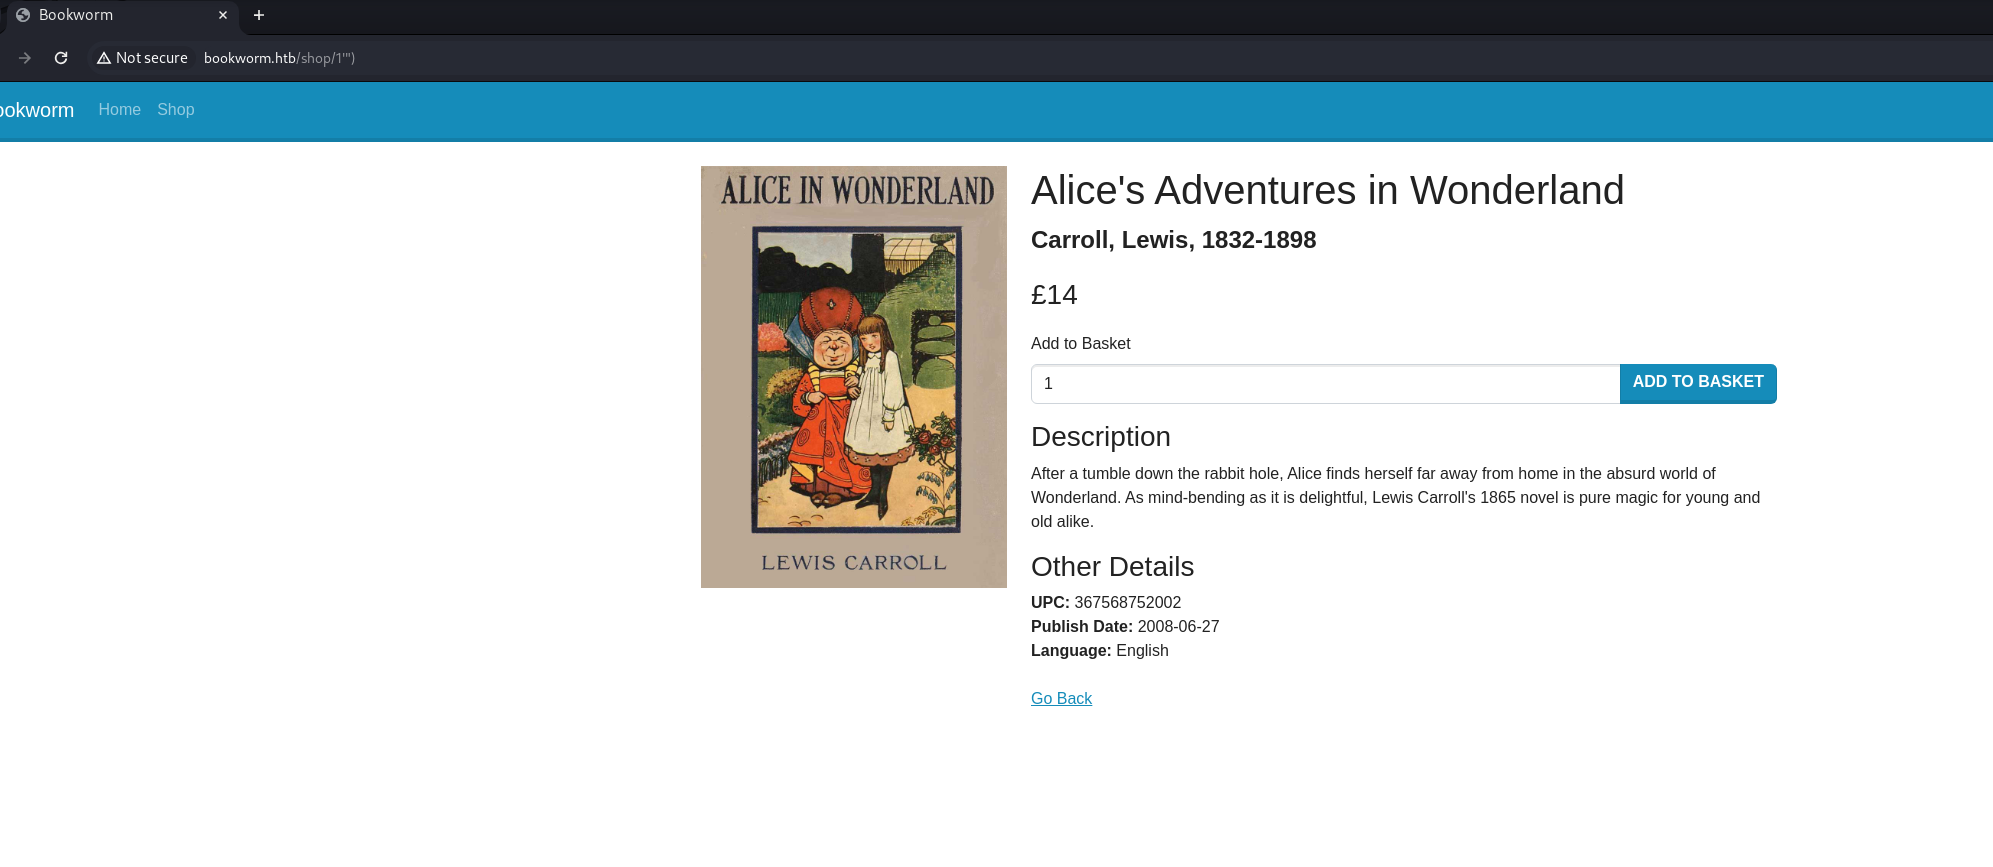 Bookworm
Not secure bookworm.htb/shop/1'")
ookworm Home Shop
ALICE IN WONDERLAND
LEWIS CARROLL
Alice's Adventures in Wonderland
Carroll, Lewis, 1832-1898
£14
Add to Basket
1 ADD TO BASKET
Description
After a tumble down the rabbit hole, Alice finds herself far away from home in the absurd world of
Wonderland. As mind-bending as it is delightful, Lewis Carroll's 1865 novel is pure magic for young and
old alike.
Other Details
UPC: 367568752002
Publish Date: 2008-06-27
Language: English
Go Back